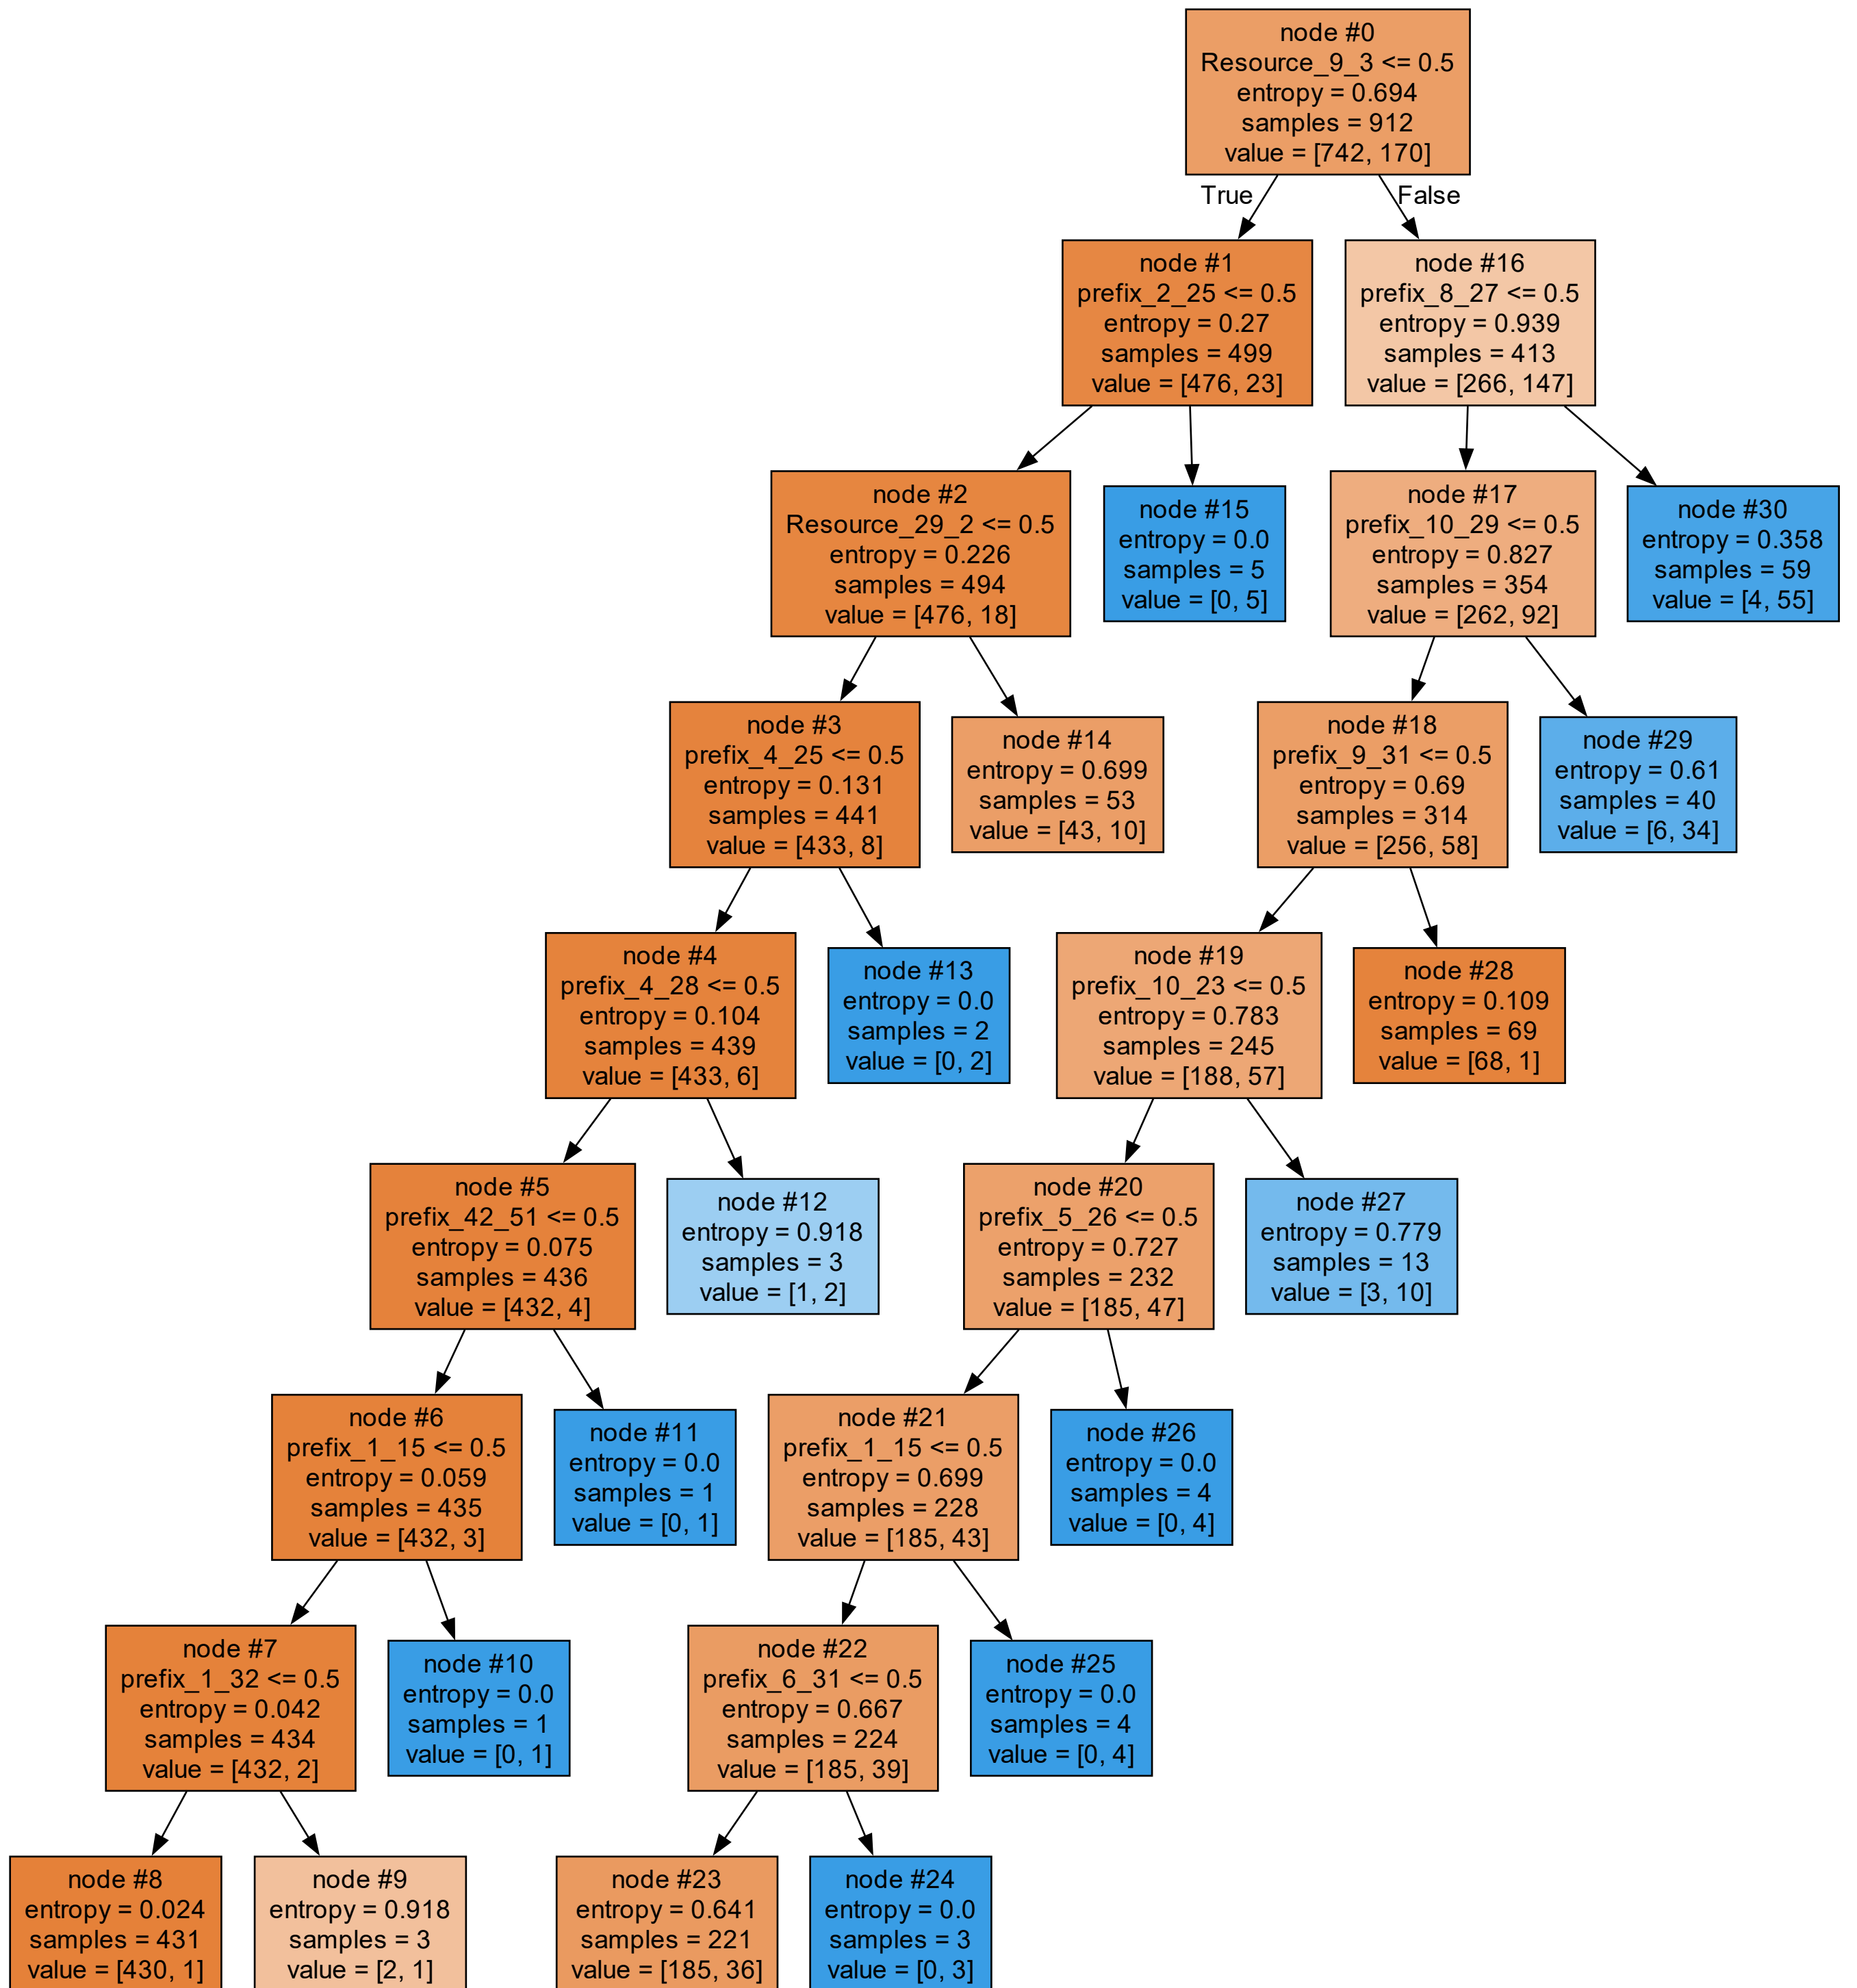 node #0
Resource_9_3 <= 0.5
entropy = 0.694
samples = 912
value = [742, 170]
True
False
node #1
prefix_2_25 <= 0.5
entropy = 0.27
samples = 499
value = [476, 23]
node #16
prefix_8_27 <= 0.5
entropy = 0.939
samples = 413
value = [266, 147]
node #2
Resource_29_2 <= 0.5
entropy = 0.226
samples = 494
value = [476, 18]
node #15
entropy = 0.0
samples = 5
value = [0, 5]
node #17
prefix_10_29 <= 0.5
entropy = 0.827
samples = 354
value = [262, 92]
node #30
entropy = 0.358
samples = 59
value = [4, 55]
node #3
prefix_4_25 <= 0.5
entropy = 0.131
samples = 441
value = [433, 8]
node #14
entropy = 0.699
samples = 53
value = [43, 10]
node #18
prefix_9_31 <= 0.5
entropy = 0.69
samples = 314
value = [256, 58]
node #29
entropy = 0.61
samples = 40
value = [6, 34]
node #4
prefix_4_28 <= 0.5
entropy = 0.104
samples = 439
value = [433, 6]
node #13
entropy = 0.0
samples = 2
value = [0, 2]
node #19
prefix_10_23 <= 0.5
entropy = 0.783
samples = 245
value = [188, 57]
node #28
entropy = 0.109
samples = 69
value = [68, 1]
node #5
prefix_42_51 <= 0.5
entropy = 0.075
samples = 436
value = [432, 4]
node #12
entropy = 0.918
samples = 3
value = [1, 2]
node #20
prefix_5_26 <= 0.5
entropy = 0.727
samples = 232
value = [185, 47]
node #27
entropy = 0.779
samples = 13
value = [3, 10]
node #6
prefix_1_15 <= 0.5
entropy = 0.059
samples = 435
value = [432, 3]
node #11
entropy = 0.0
samples = 1
value = [0, 1]
node #21
prefix_1_15 <= 0.5
entropy = 0.699
samples = 228
value = [185, 43]
node #26
entropy = 0.0
samples = 4
value = [0, 4]
node #7
prefix_1_32 <= 0.5
entropy = 0.042
samples = 434
value = [432, 2]
node #10
entropy = 0.0
samples = 1
value = [0, 1]
node #22
prefix_6_31 <= 0.5
entropy = 0.667
samples = 224
value = [185, 39]
node #25
entropy = 0.0
samples = 4
value = [0, 4]
node #8
entropy = 0.024
samples = 431
value = [430, 1]
node #9
entropy = 0.918
samples = 3
value = [2, 1]
node #23
entropy = 0.641
samples = 221
value = [185, 36]
node #24
entropy = 0.0
samples = 3
value = [0, 3]